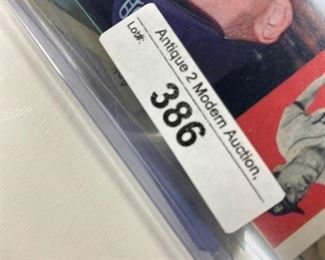 Antique 2 Modern Auction,
Lot#:
386